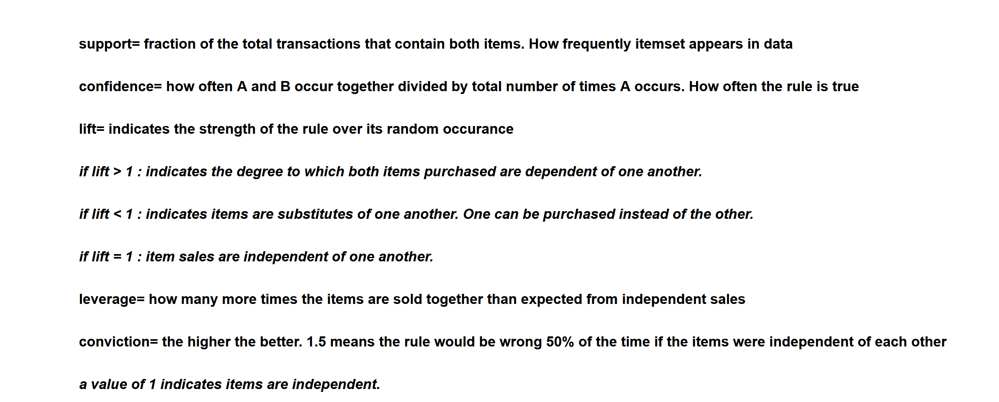 support= fraction of the total transactions that contain both items. How frequently itemset appears in data
confidence= how often A and B occur together divided by total number of times A occurs. How often the rule is true
lift= indicates the strength of the rule over its random occurance
if lift > 1 : indicates the degree to which both items purchased are dependent of one another.
if lift < 1 : indicates items are substitutes of one another. One can be purchased instead of the other.
if lift = 1 : item sales are independent of one another.
leverage= how many more times the items are sold together than expected from independent sales
conviction= the higher the better. 1.5 means the rule would be wrong 50% of the time if the items were independent of each other
a value of 1 indicates items are independent.